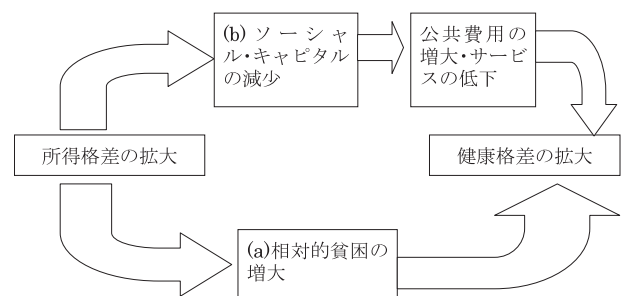 (b)ソーシャ
ル・キャピタル
の減少
公共費用の
増大・サービ
スの低下
所得格差の拡大
健康格差の拡大
(a)相対的貧困の
増大